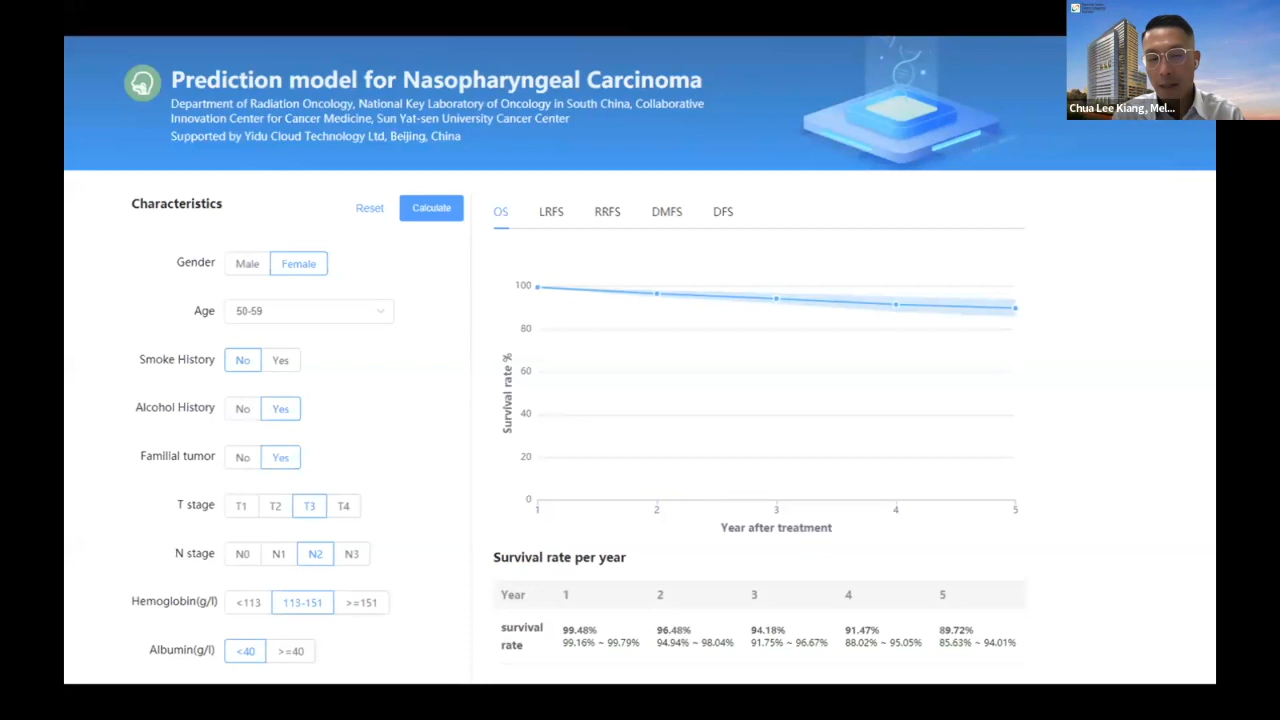 Prediction model for Nasopharyngeal Carcinoma
Department of Radiation Oncology, National Key Laboratory of Oncology in South China, Collaborative
Innovation Center for Cancer Medicine, Sun Yat-sen University Cancer Center
Supported by Yidu Cloud Technology Ltd, Beijing, China
Chua Lee Kiang, Mel...
Characteristics
Reset
Calculate
Gender
Male
Female
Age
50-59
Smoke History
No
Yes
Alcohol History
No
Yes
Familial tumor
No
Yes
T stage
T1
T2
T3
T4
N stage
N0
N1
N2
N3
Hemoglobin(g/l)
<113
113-151
>=151
Albumin(g/l)
<40
>=40
OS
LRFS
RRFS
DMFS
DFS
100
80
60
40
20
0
Survival rate %
1
2
3
4
5
Year after treatment
Survival rate per year
Year 1 2 3 4 5
survival rate
99.48% 96.48% 94.18% 91.47% 89.72%
99.16% ~ 99.79% 94.94% ~ 98.04% 91.75% ~ 96.67% 88.02% ~ 95.05% 85.63% ~ 94.01%